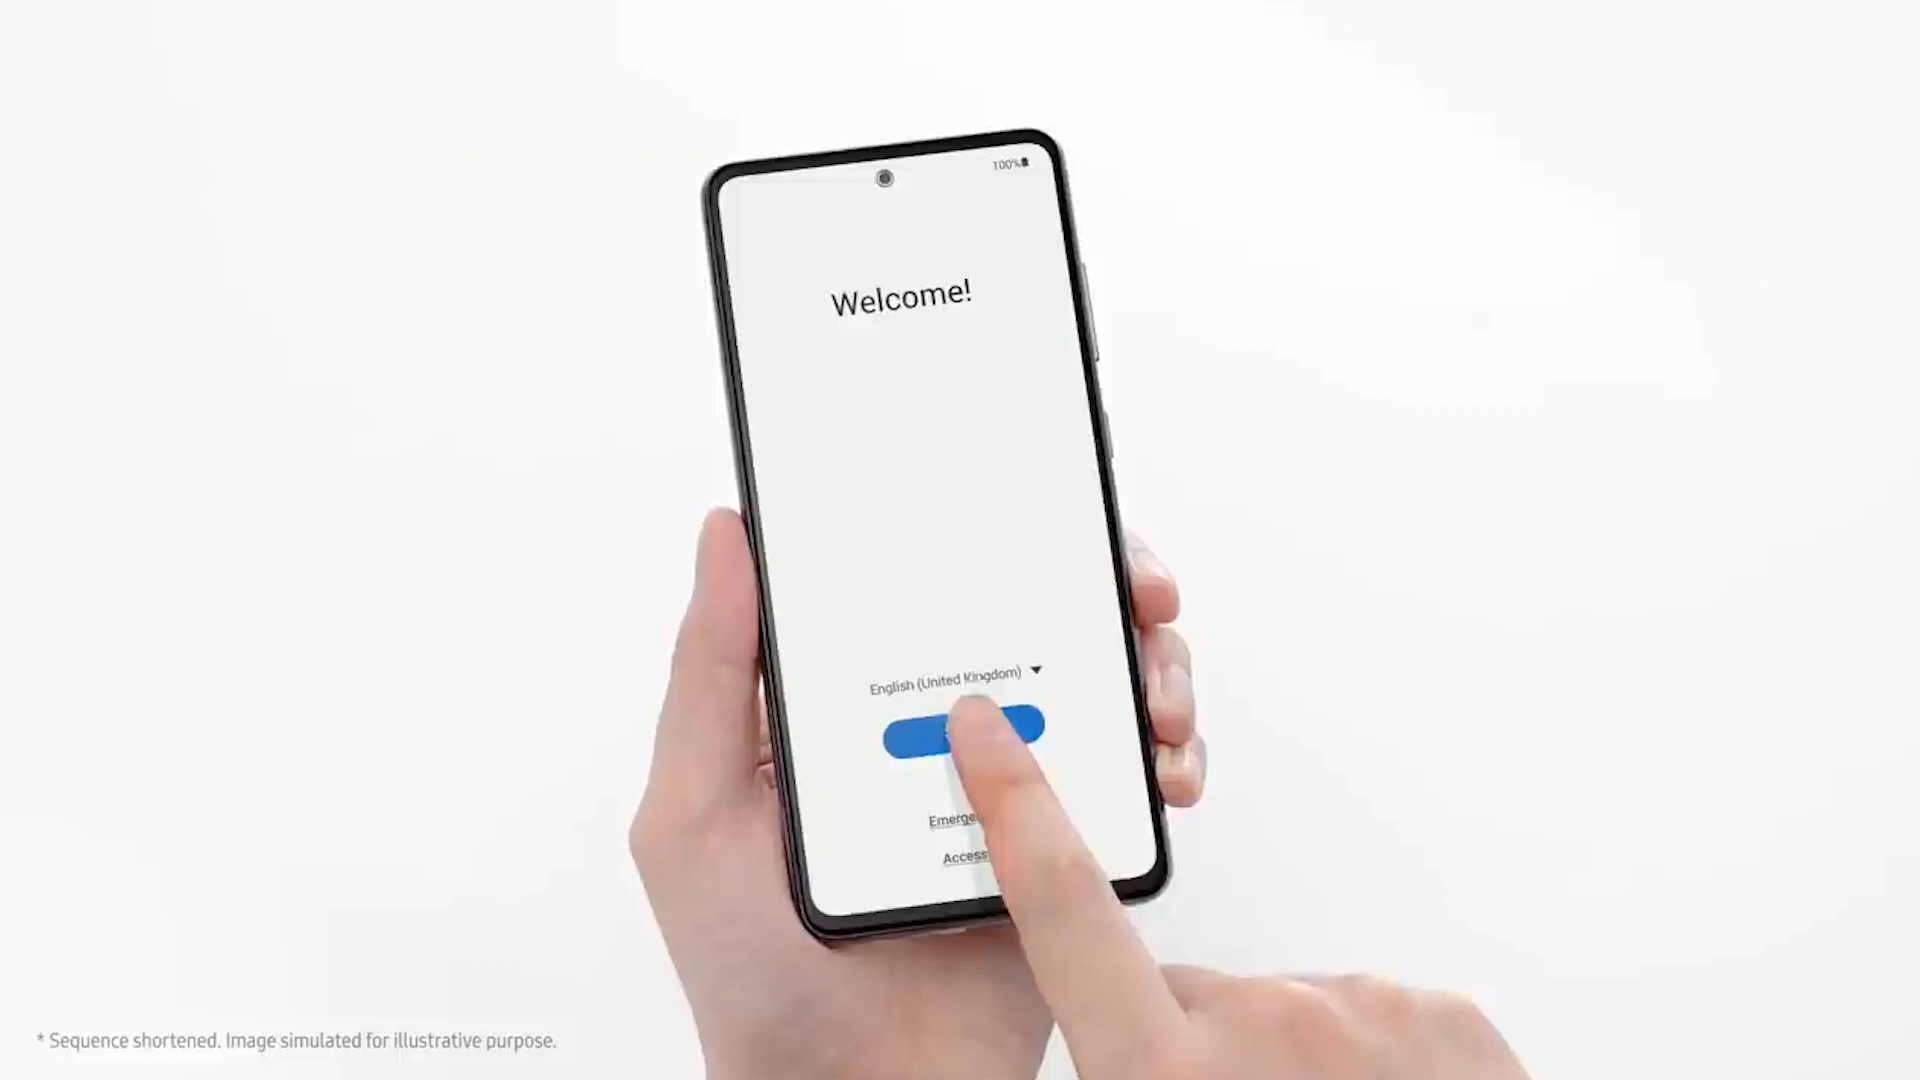 100%
Welcome!
English (United Kingdom)
* Sequence shortened. Image simulated for illustrative purpose.